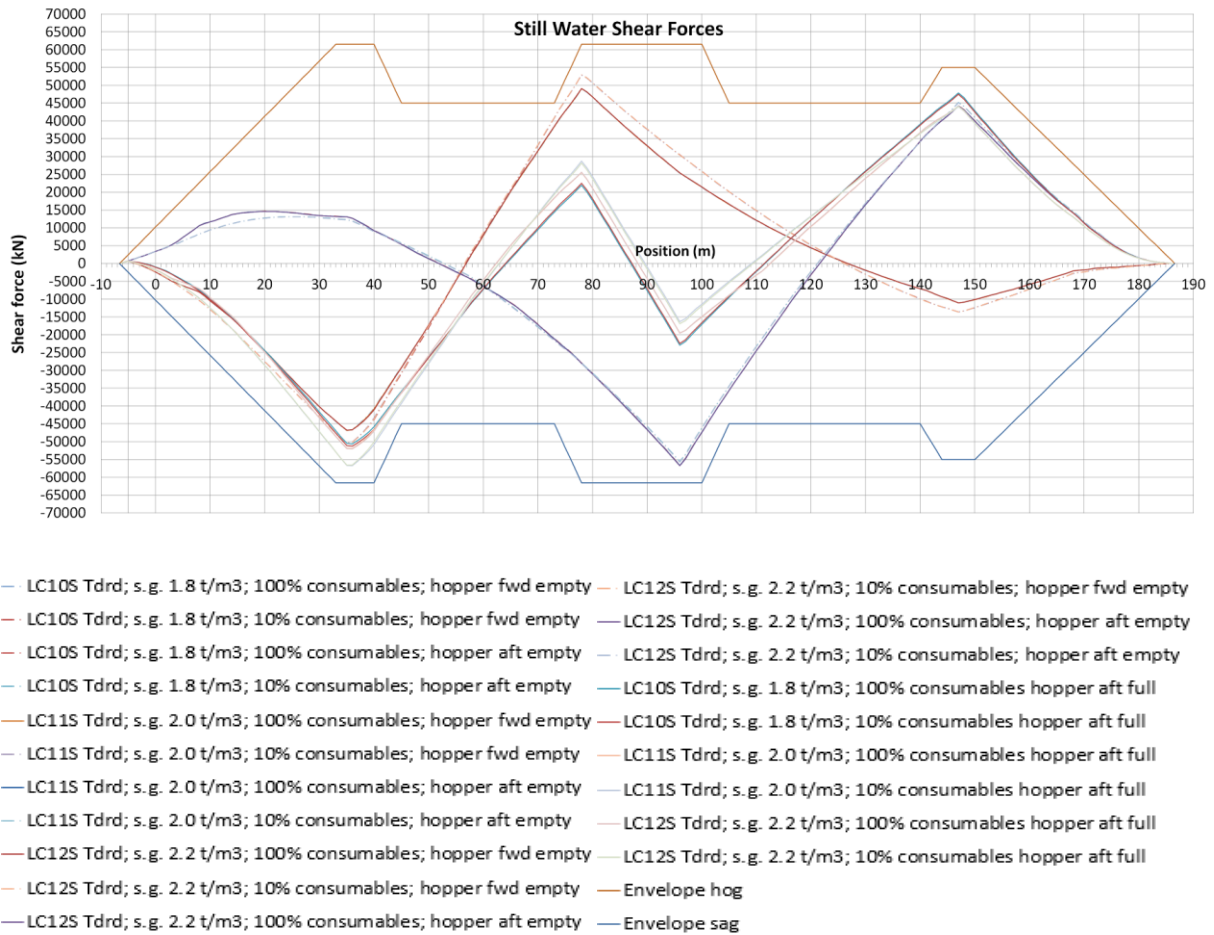 Still Water Shear Forces
Shear force (kN)
70000
65000
60000
55000
50000
45000
40000
35000
30000
25000
20000
15000
10000
5000
0
-5000
-10000
-15000
-20000
-25000
-30000
-35000
-40000
-45000
-50000
-55000
-60000
-65000
-70000
Position (m)
-10 0 10 20 30 40 50 60 70 80 90 100 110 120 130 140 150 160 170 180 190
LC10S Tdrd; s.g. 1.8 t/m3; 100% consumables; hopper fwd empty
LC10S Tdrd; s.g. 1.8 t/m3; 10% consumables; hopper fwd empty
LC10S Tdrd; s.g. 1.8 t/m3; 100% consumables; hopper aft empty
LC10S Tdrd; s.g. 1.8 t/m3; 10% consumables; hopper aft empty
LC11S Tdrd; s.g. 2.0 t/m3; 100% consumables; hopper fwd empty
LC11S Tdrd; s.g. 2.0 t/m3; 10% consumables; hopper fwd empty
LC11S Tdrd; s.g. 2.0 t/m3; 100% consumables; hopper aft empty
LC11S Tdrd; s.g. 2.0 t/m3; 10% consumables; hopper aft empty
LC12S Tdrd; s.g. 2.2 t/m3; 100% consumables; hopper fwd empty
LC12S Tdrd; s.g. 2.2 t/m3; 10% consumables; hopper fwd empty
LC12S Tdrd; s.g. 2.2 t/m3; 100% consumables; hopper aft empty
LC12S Tdrd; s.g. 2.2 t/m3; 10% consumables; hopper fwd empty
LC12S Tdrd; s.g. 2.2 t/m3; 100% consumables; hopper aft empty
LC12S Tdrd; s.g. 2.2 t/m3; 10% consumables; hopper aft empty
LC10S Tdrd; s.g. 1.8 t/m3; 100% consumables hopper aft full
LC10S Tdrd; s.g. 1.8 t/m3; 10% consumables hopper aft full
LC11S Tdrd; s.g. 2.0 t/m3; 100% consumables hopper aft full
LC11S Tdrd; s.g. 2.0 t/m3; 10% consumables hopper aft full
LC12S Tdrd; s.g. 2.2 t/m3; 100% consumables hopper aft full
LC12S Tdrd; s.g. 2.2 t/m3; 10% consumables hopper aft full
Envelope hog
Envelope sag